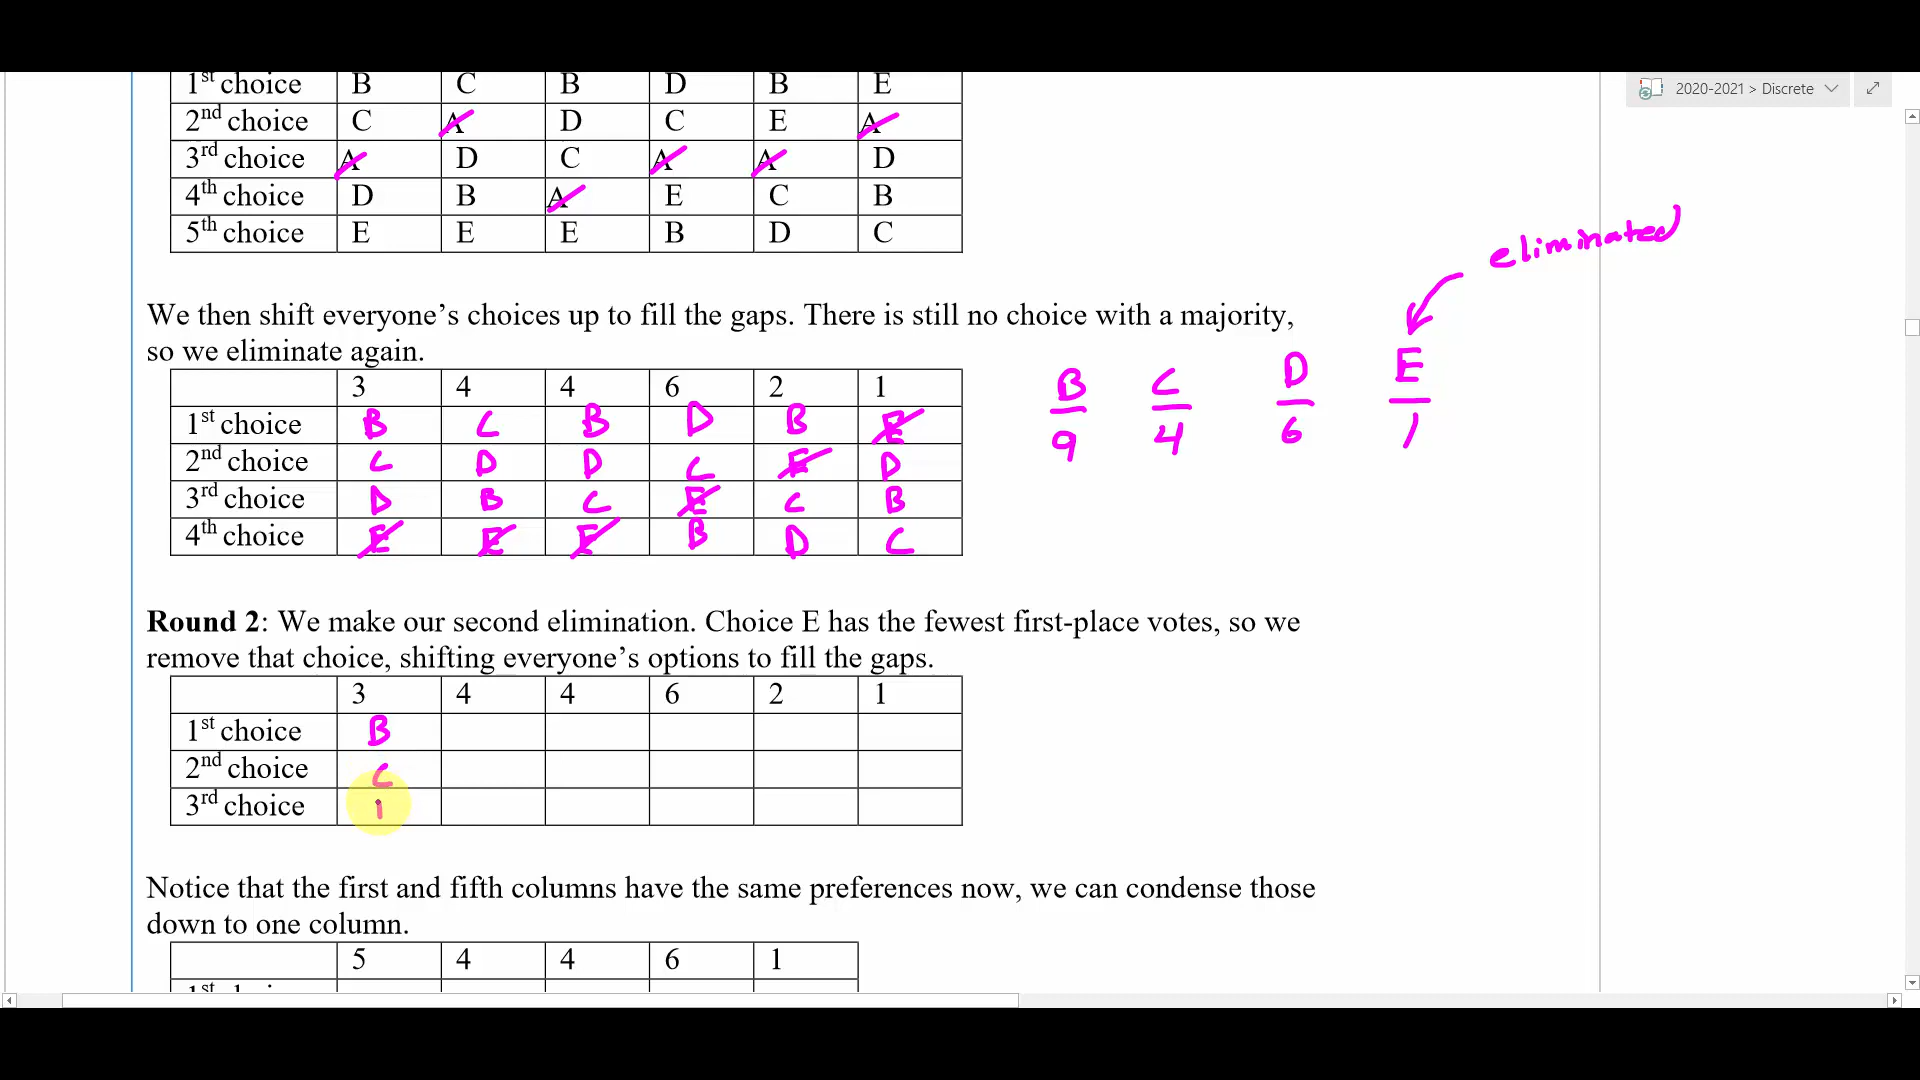 2020-2021 > Discrete
1st choice B C B D B E
2nd choice C A D C E A
3rd choice A D C A A D
4th choice D B A E C B
5th choice E E E B D C
eliminated
We then shift everyone’s choices up to fill the gaps. There is still no choice with a majority,
so we eliminate again.
3 4 4 6 2 1
1st choice B C B D B E
2nd choice C D D C E D
3rd choice D B C E C B
4th choice E E E B D C
B C D E
9 4 6 1
Round 2: We make our second elimination. Choice E has the fewest first-place votes, so we
remove that choice, shifting everyone’s options to fill the gaps.
3 4 4 6 2 1
1st choice B
2nd choice C
3rd choice
Notice that the first and fifth columns have the same preferences now, we can condense those
down to one column.
5 4 4 6 1